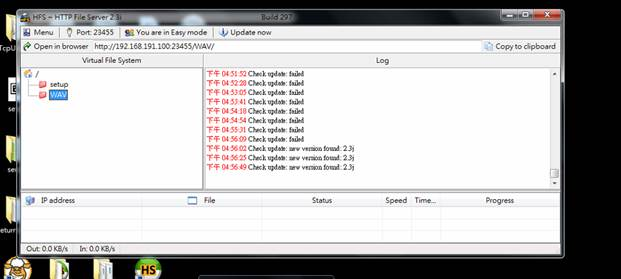 HFS ~ HTTP File Server 2.3i Build 297
Menu Port: 23455 You are in Easy mode Update now
Open in browser http://192.168.191.100:23455/WAV/ Copy to clipboard
Virtual File System Log
/
setup
WAV
下午 04:51:52 Check update: failed
下午 04:52:28 Check update: failed
下午 04:53:05 Check update: failed
下午 04:53:41 Check update: failed
下午 04:54:18 Check update: failed
下午 04:54:54 Check update: failed
下午 04:55:31 Check update: failed
下午 04:56:09 Check update: failed
下午 04:56:02 Check update: new version found: 2.3j
下午 04:56:25 Check update: new version found: 2.3j
下午 04:56:49 Check update: new version found: 2.3j
IP address File Status Speed Time... Progress
Out: 0.0 KB/s In: 0.0 KB/s
TcpU
se
se
eturn
HS